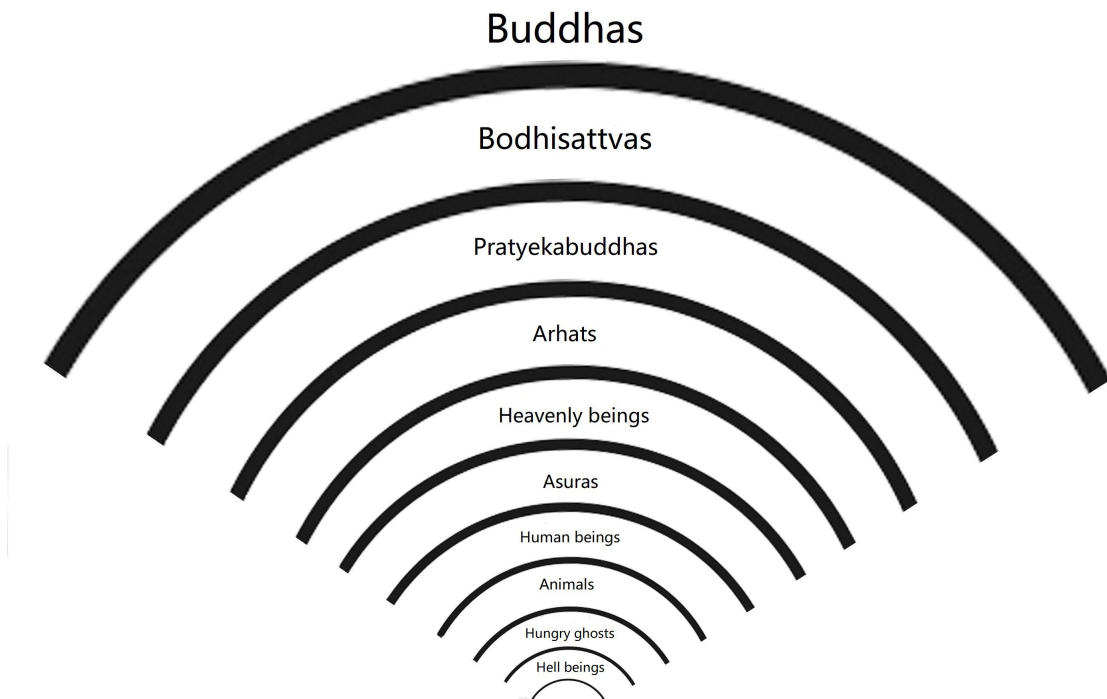 Buddhas
Bodhisattvas
Pratyekabuddhas
Arhats
Heavenly beings
Asuras
Human beings
Animals
Hungry ghosts
Hell beings